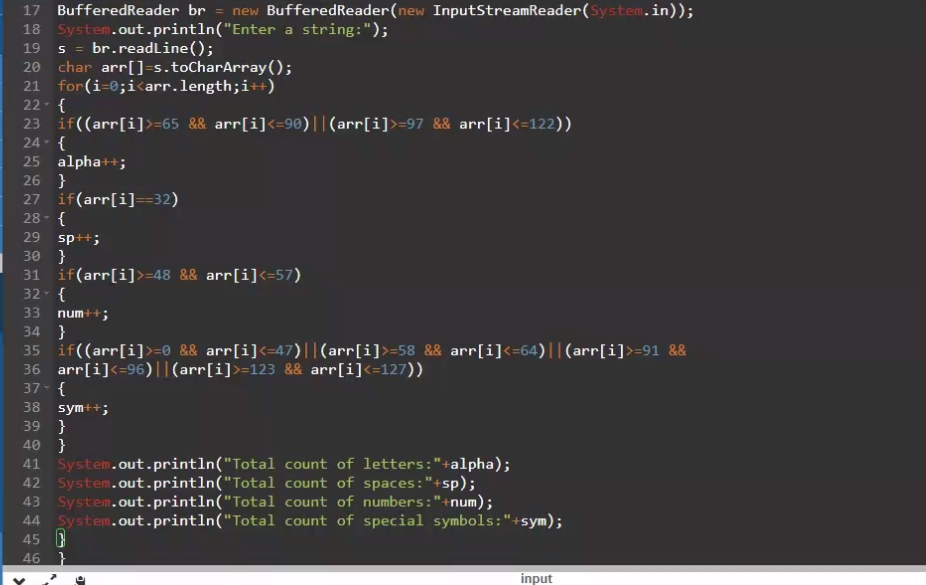 17 BufferedReader br = new BufferedReader(new InputStreamReader(System.in));
18 System.out.println("Enter a string:");
19 s = br.readLine();
20 char arr[]=s.toCharArray();
21 for(i=0;i<arr.length;i++)
22 {
23 if((arr[i]>=65 && arr[i]<=90)||(arr[i]>=97 && arr[i]<=122))
24 {
25 alpha++;
26 }
27 if(arr[i]==32)
28 {
29 sp++;
30 }
31 if(arr[i]>=48 && arr[i]<=57)
32 {
33 num++;
34 }
35 if((arr[i]>=0 && arr[i]<=47)||(arr[i]>=58 && arr[i]<=64)||(arr[i]>=91 &&
36 arr[i]<=96)||(arr[i]>=123 && arr[i]<=127))
37 {
38 sym++;
39 }
40 }
41 System.out.println("Total count of letters:"+alpha);
42 System.out.println("Total count of spaces:"+sp);
43 System.out.println("Total count of numbers:"+num);
44 System.out.println("Total count of special symbols:"+sym);
45 }
46 }
input